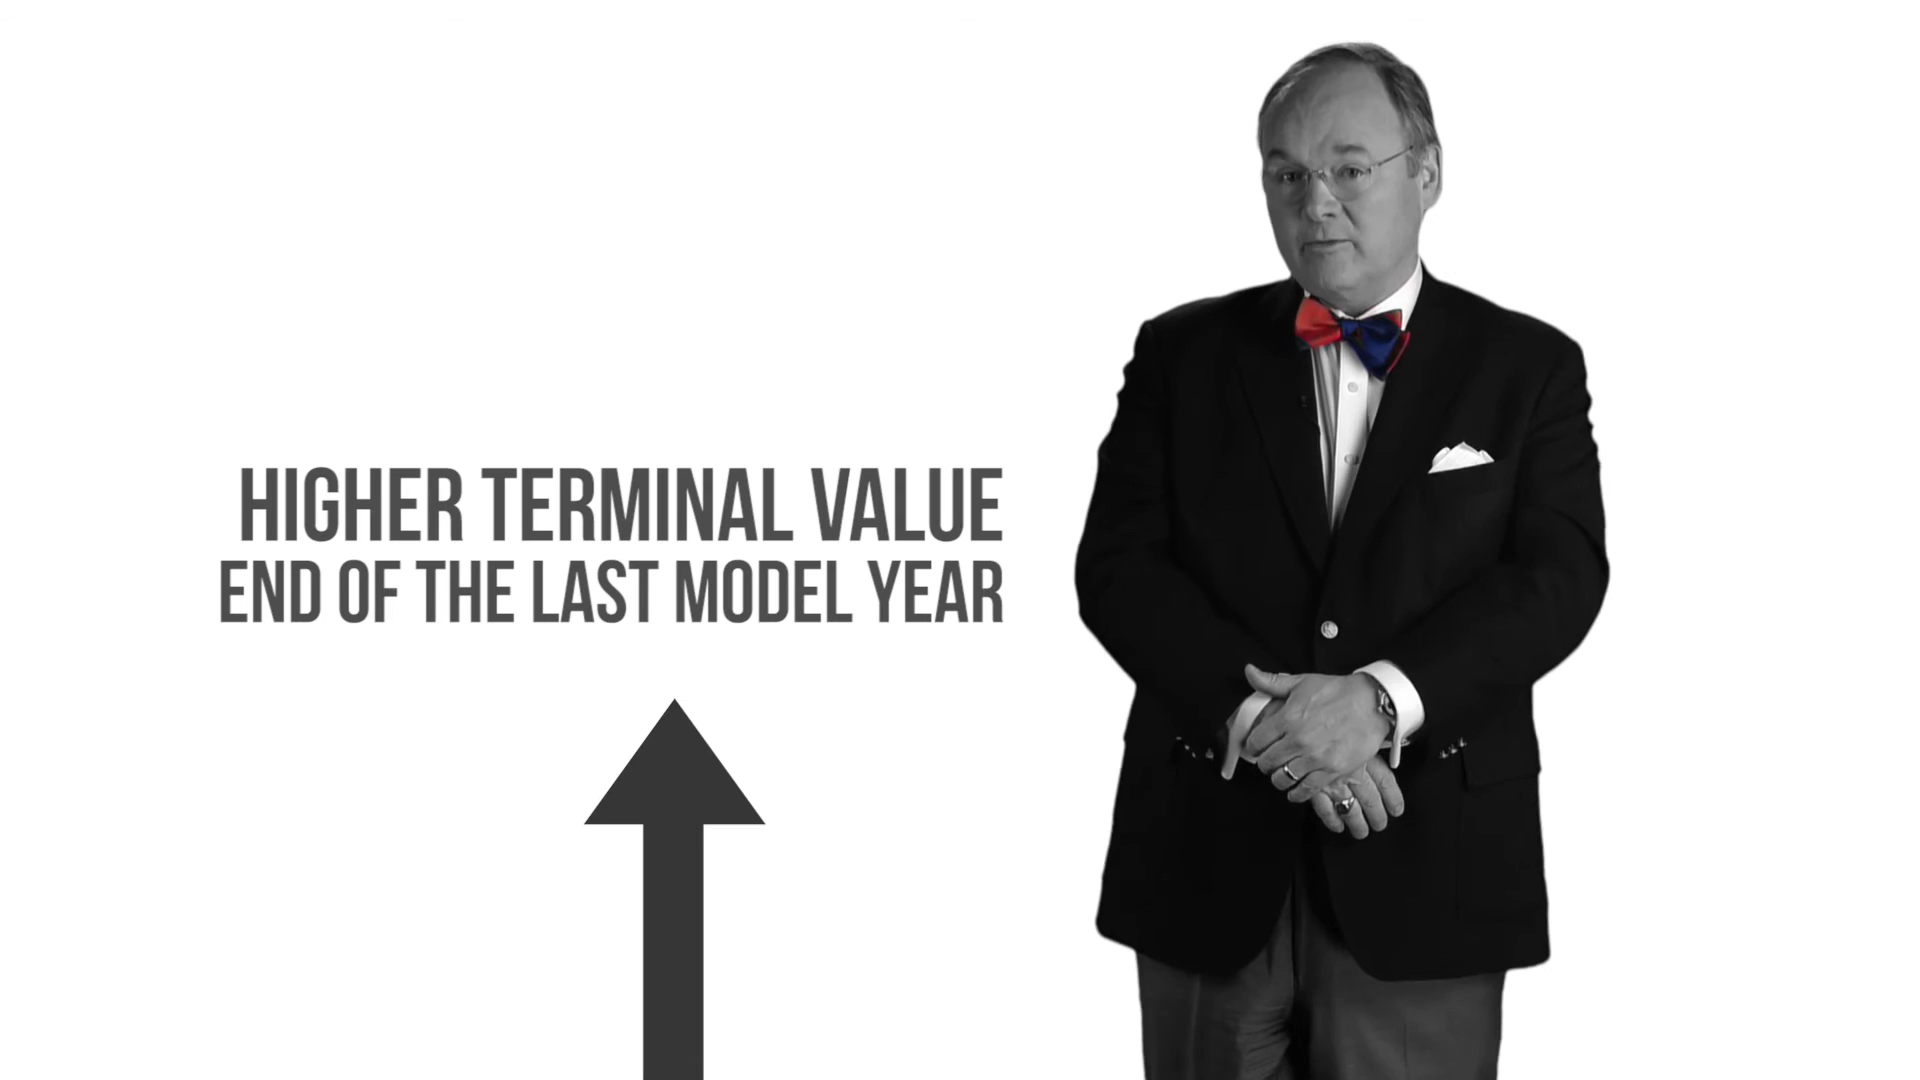 HIGHER TERMINAL VALUE
END OF THE LAST MODEL YEAR